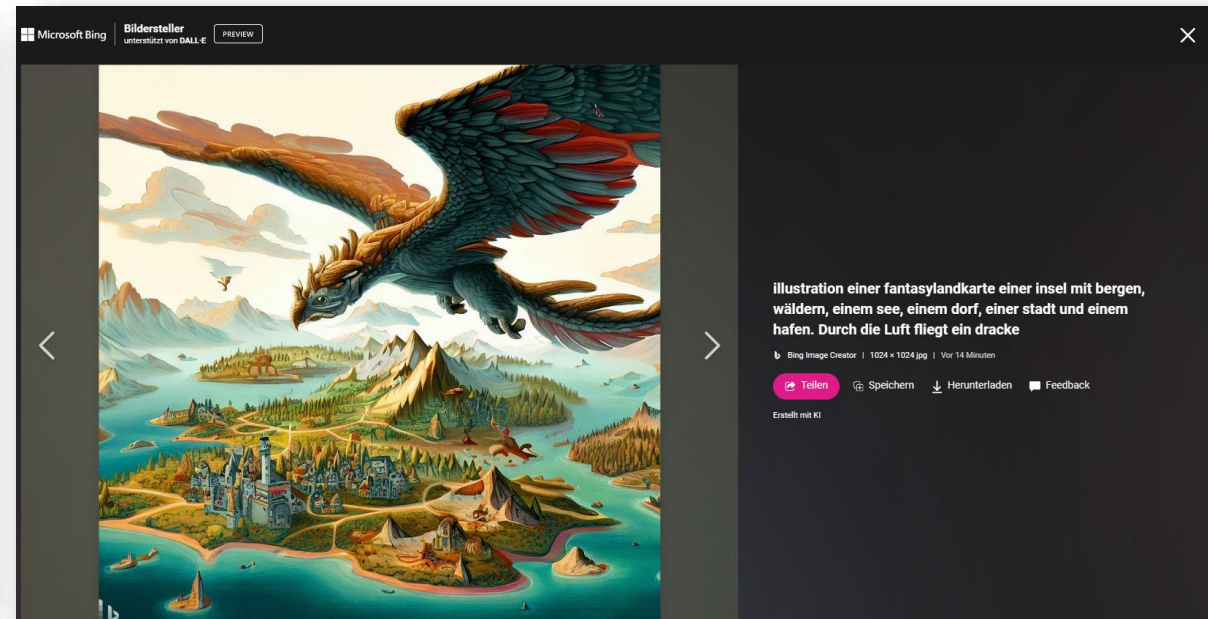 Microsoft Bing
Bildersteller
unterstützt von DALL·E
PREVIEW
illustration einer fantasylandkarte einer insel mit bergen,
wäldern, einem see, einem dorf, einer stadt und einem
hafen. Durch die Luft fliegt ein dracke
Bing Image Creator | 1024 × 1024 jpg | Vor 14 Minuten
Teilen Speichern Herunterladen Feedback
Erstellt mit KI